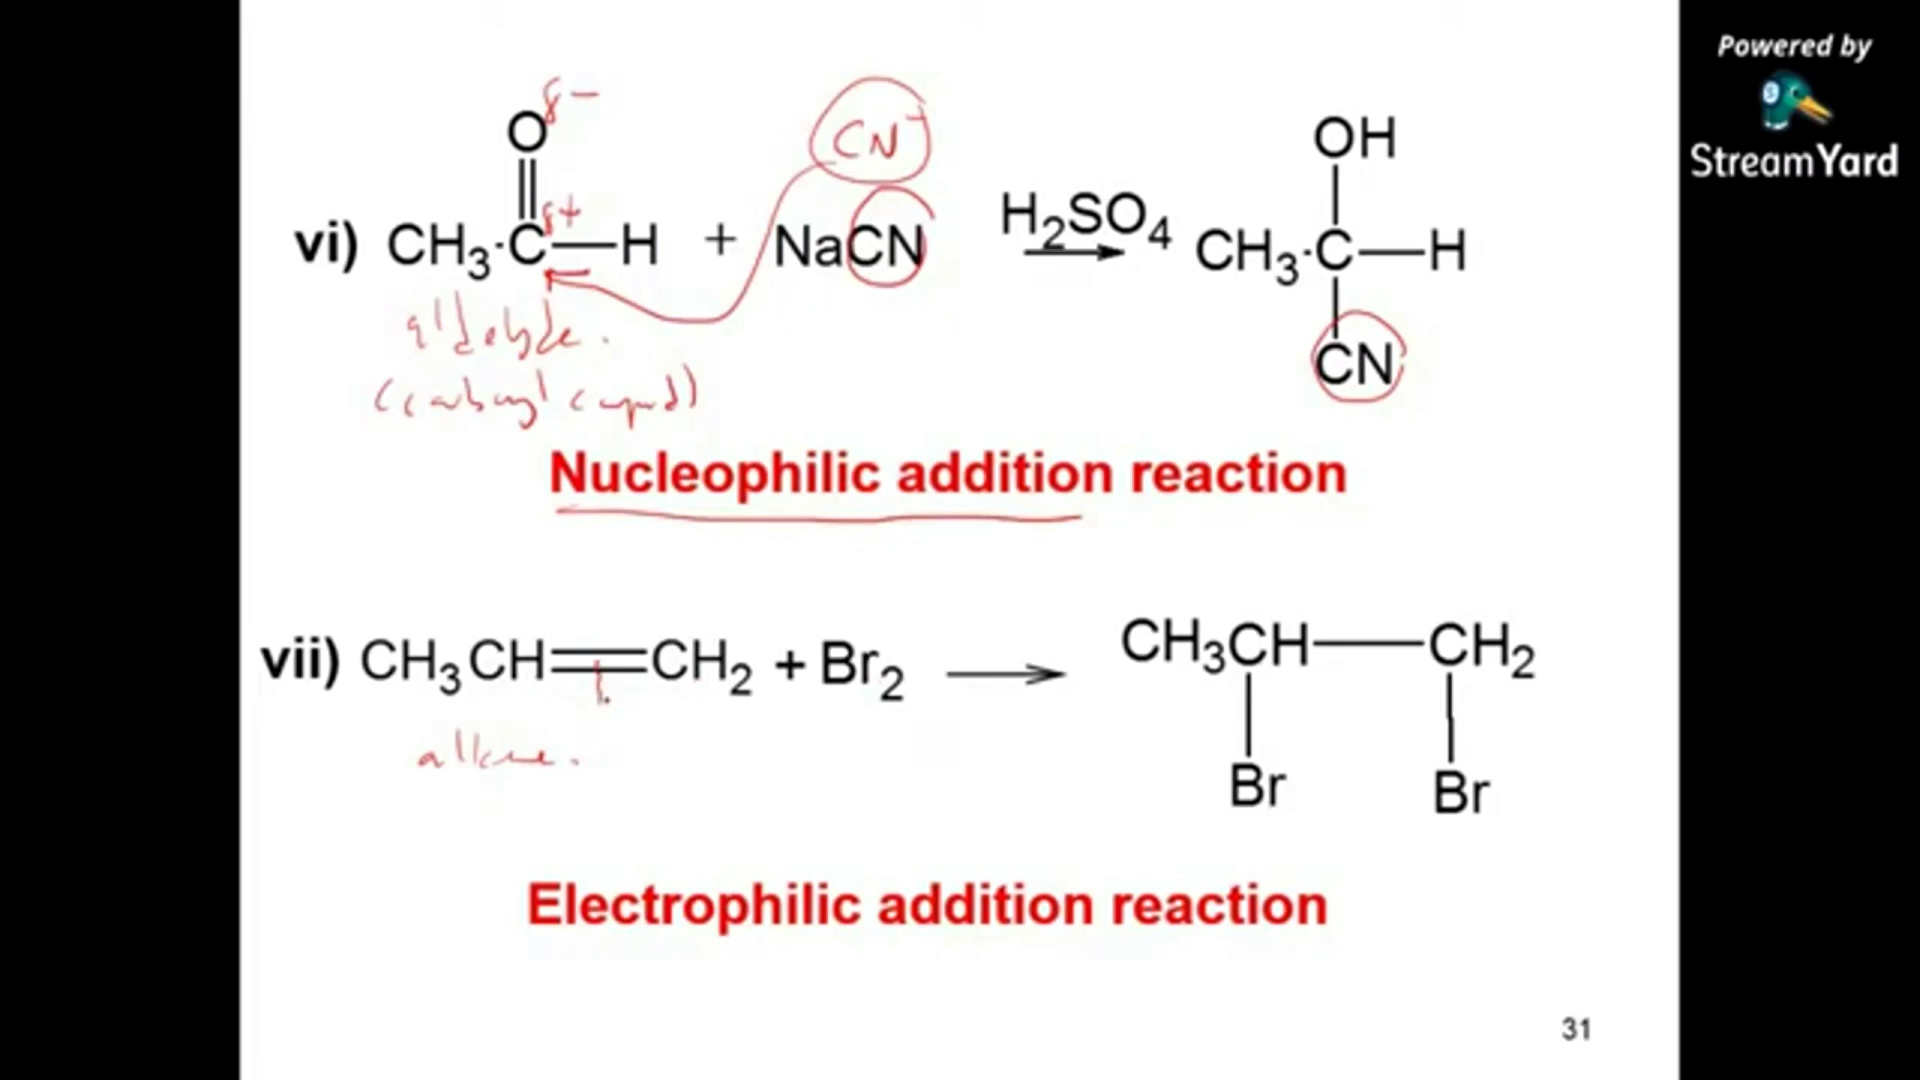 Powered by
StreamYard
δ-
O
CN-
OH
δ+
H2SO4
vi) CH3·C—H + NaCN → CH3·C—H
CN
aldehyde.
(carbonyl cmpnd)
Nucleophilic addition reaction
vii) CH3CH=CH2 + Br2 → CH3CH—CH2
alkene.
Br Br
Electrophilic addition reaction
31